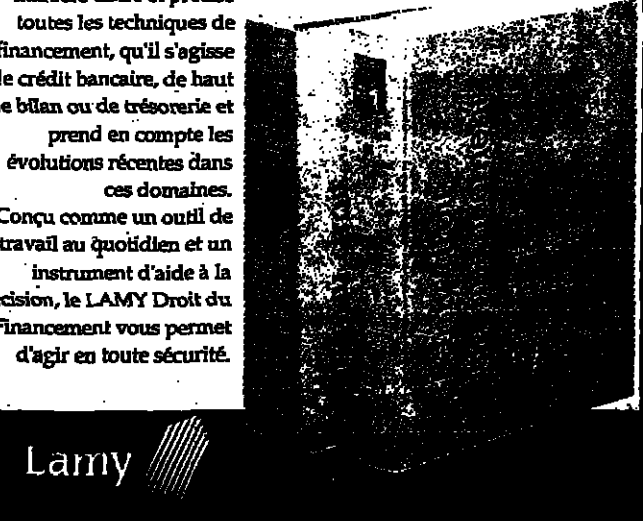 toutes les techniques de
financement, qu'il s'agisse
de crédit bancaire, de haut
de bilan ou de trésorerie et
prend en compte les
évolutions récentes dans
ces domaines.
Conçu comme un outil de
travail au quotidien et un
instrument d'aide à la
cision, le LAMY Droit du
Financement vous permet
d'agir en toute sécurité.
Lamy